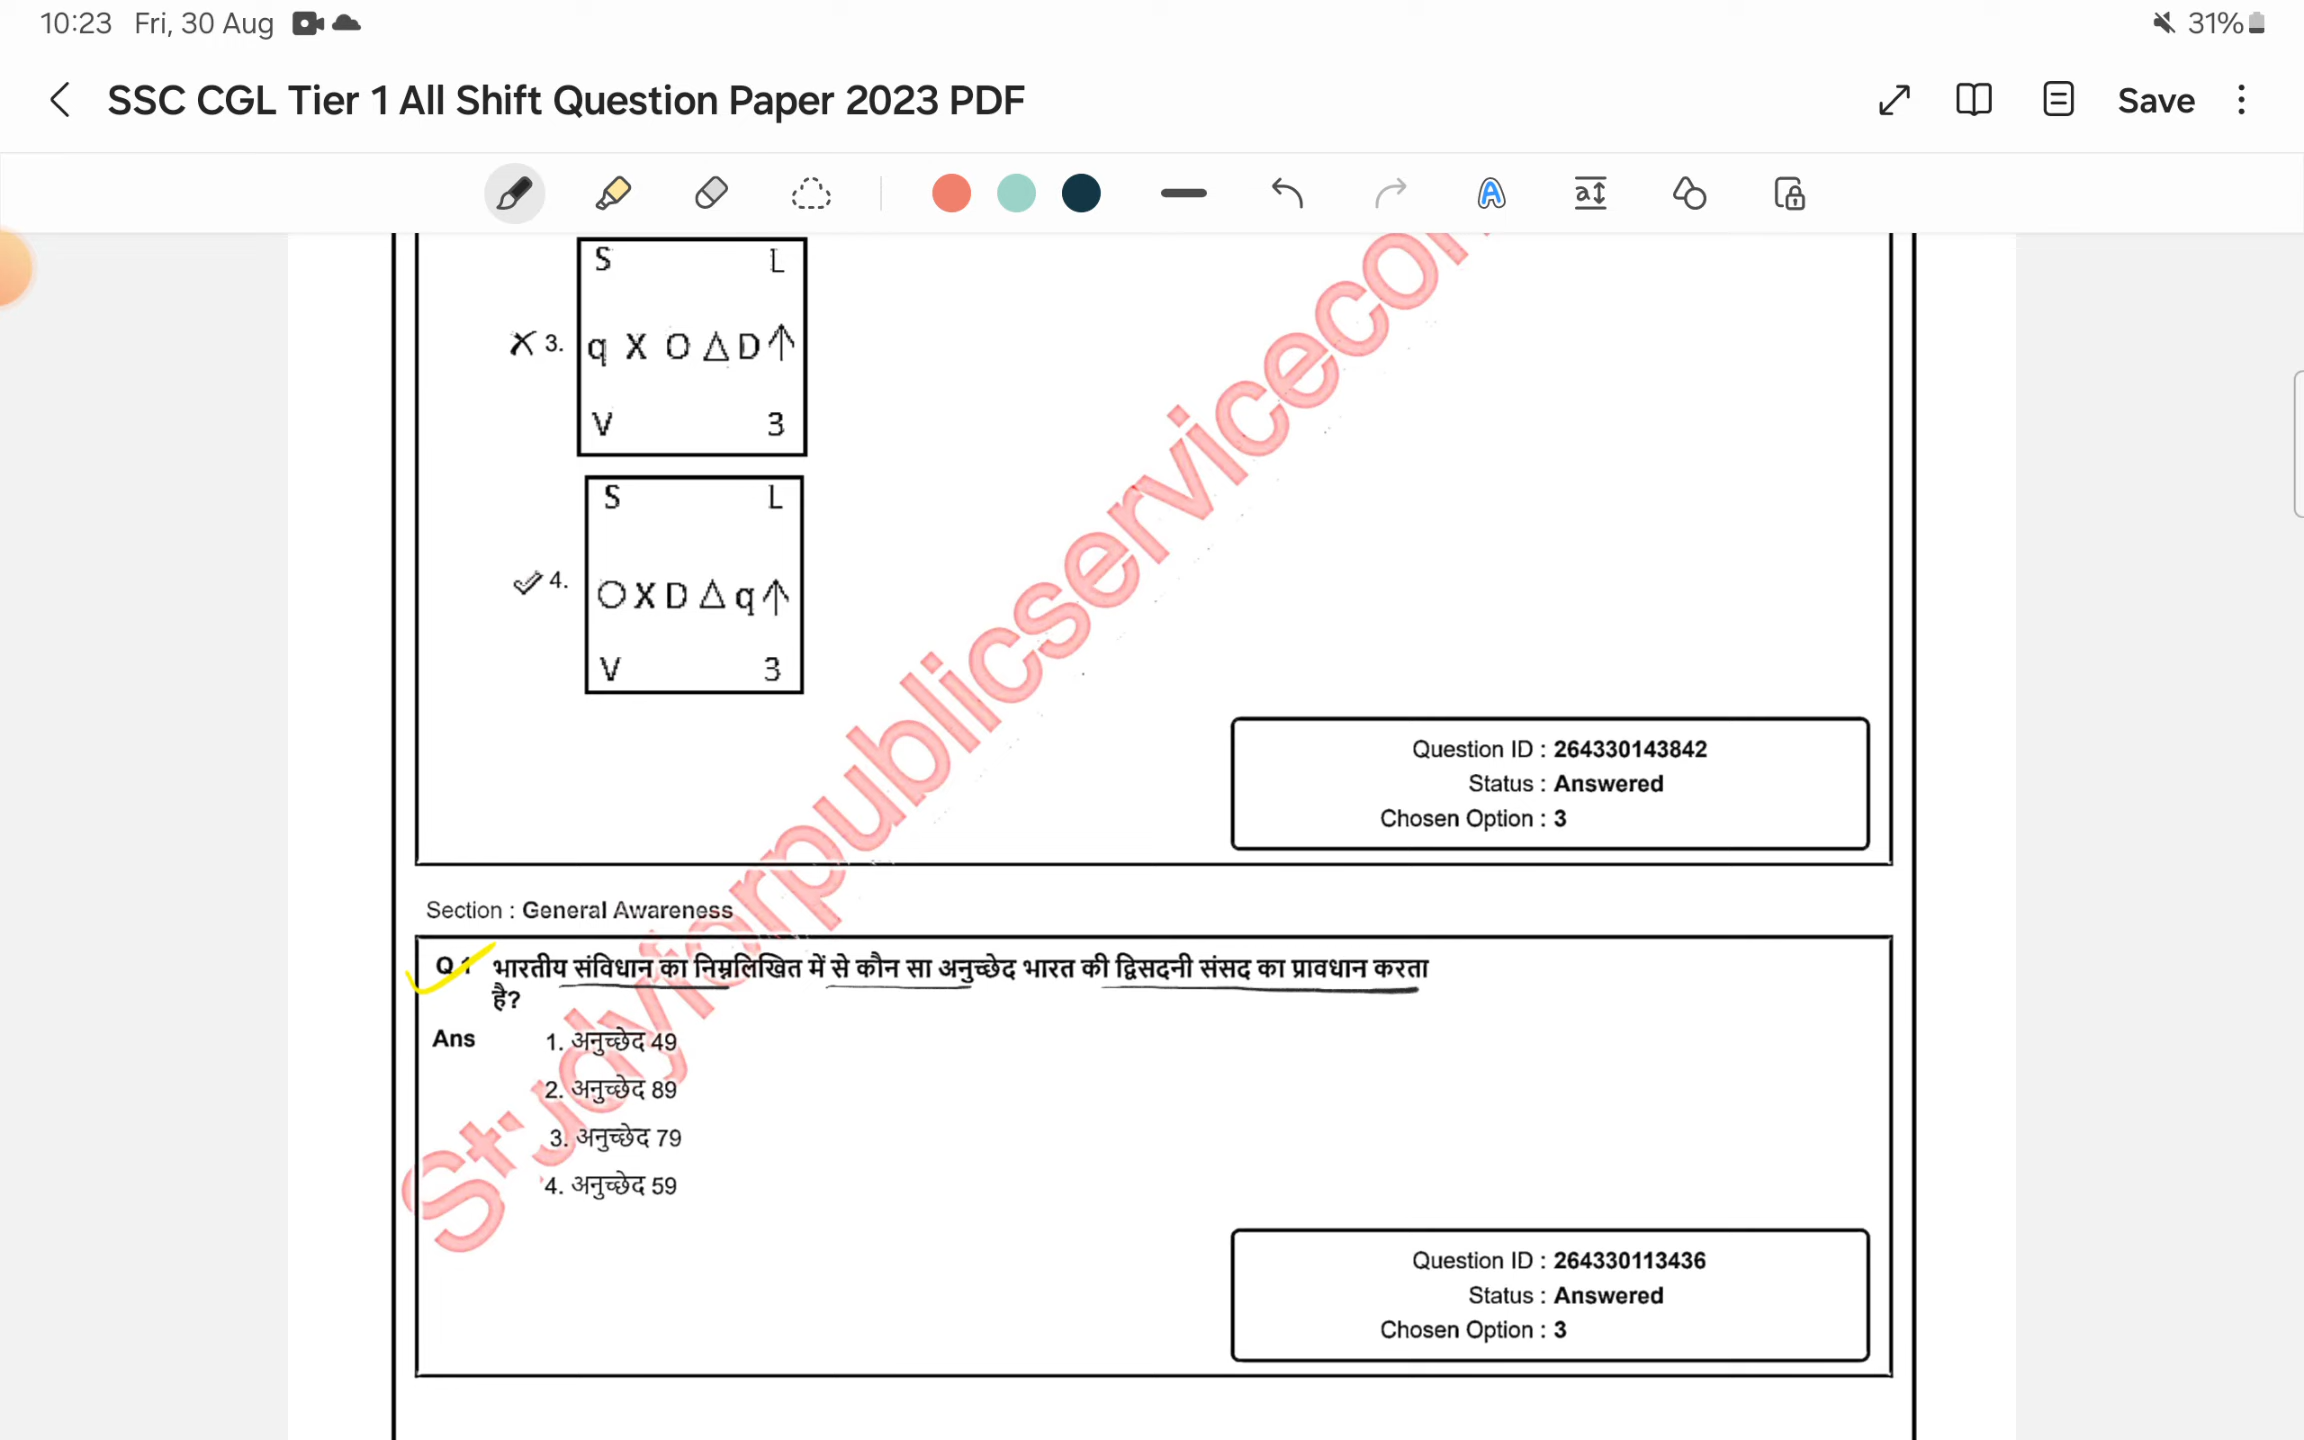 10:23 Fri, 30 Aug
31%
SSC CGL Tier 1 All Shift Question Paper 2023 PDF
Save
S L
3. q X O △ D ↑
V 3
S L
4. O X D △ q ↑
V 3
Question ID : 264330143842
Status : Answered
Chosen Option : 3
Section : General Awareness
Q.1 भारतीय संविधान का निम्नलिखित में से कौन सा अनुच्छेद भारत की द्विसदनी संसद का प्रावधान करता
है?
Ans 1. अनुच्छेद 49
2. अनुच्छेद 89
3. अनुच्छेद 79
4. अनुच्छेद 59
Question ID : 264330113436
Status : Answered
Chosen Option : 3